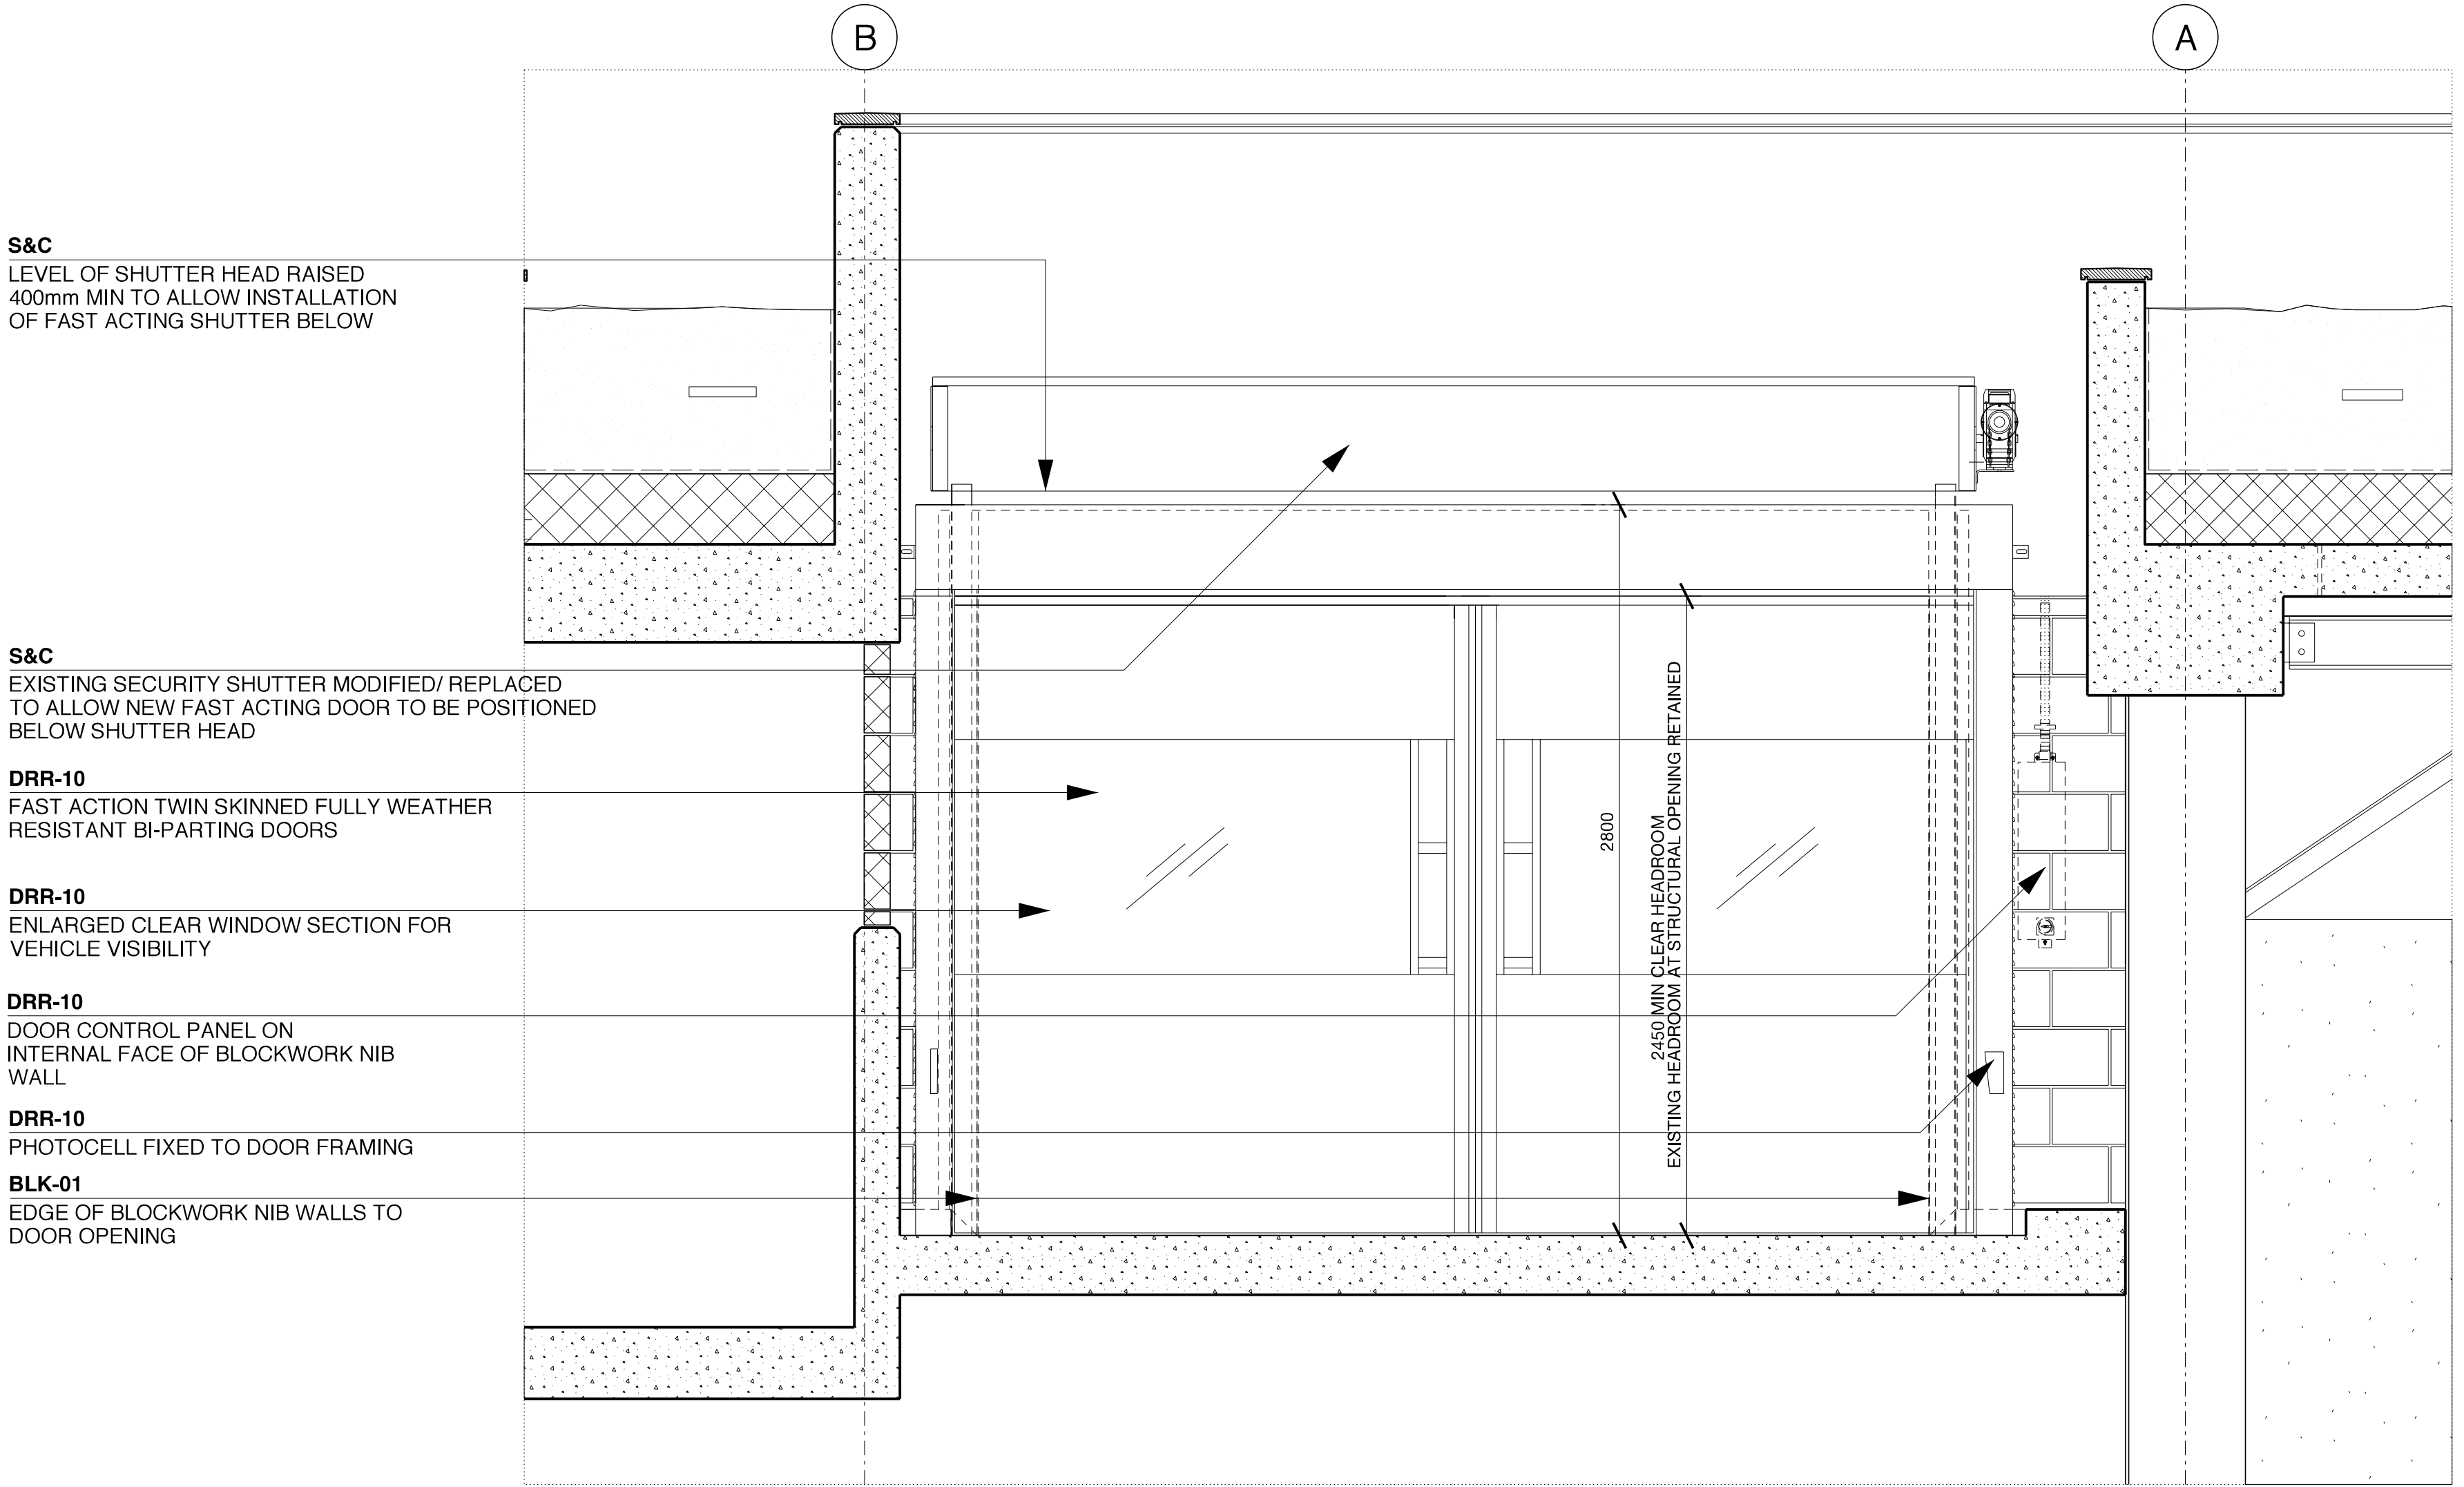 B
A
S&C
LEVEL OF SHUTTER HEAD RAISED
400mm MIN TO ALLOW INSTALLATION
OF FAST ACTING SHUTTER BELOW
S&C
EXISTING SECURITY SHUTTER MODIFIED/ REPLACED
TO ALLOW NEW FAST ACTING DOOR TO BE POSITIONED
BELOW SHUTTER HEAD
DRR-10
FAST ACTION TWIN SKINNED FULLY WEATHER
RESISTANT BI-PARTING DOORS
DRR-10
ENLARGED CLEAR WINDOW SECTION FOR
VEHICLE VISIBILITY
DRR-10
DOOR CONTROL PANEL ON
INTERNAL FACE OF BLOCKWORK NIB
WALL
DRR-10
PHOTOCELL FIXED TO DOOR FRAMING
BLK-01
EDGE OF BLOCKWORK NIB WALLS TO
DOOR OPENING
2800
2450 MIN CLEAR HEADROOM
EXISTING HEADROOM AT STRUCTURAL OPENING RETAINED